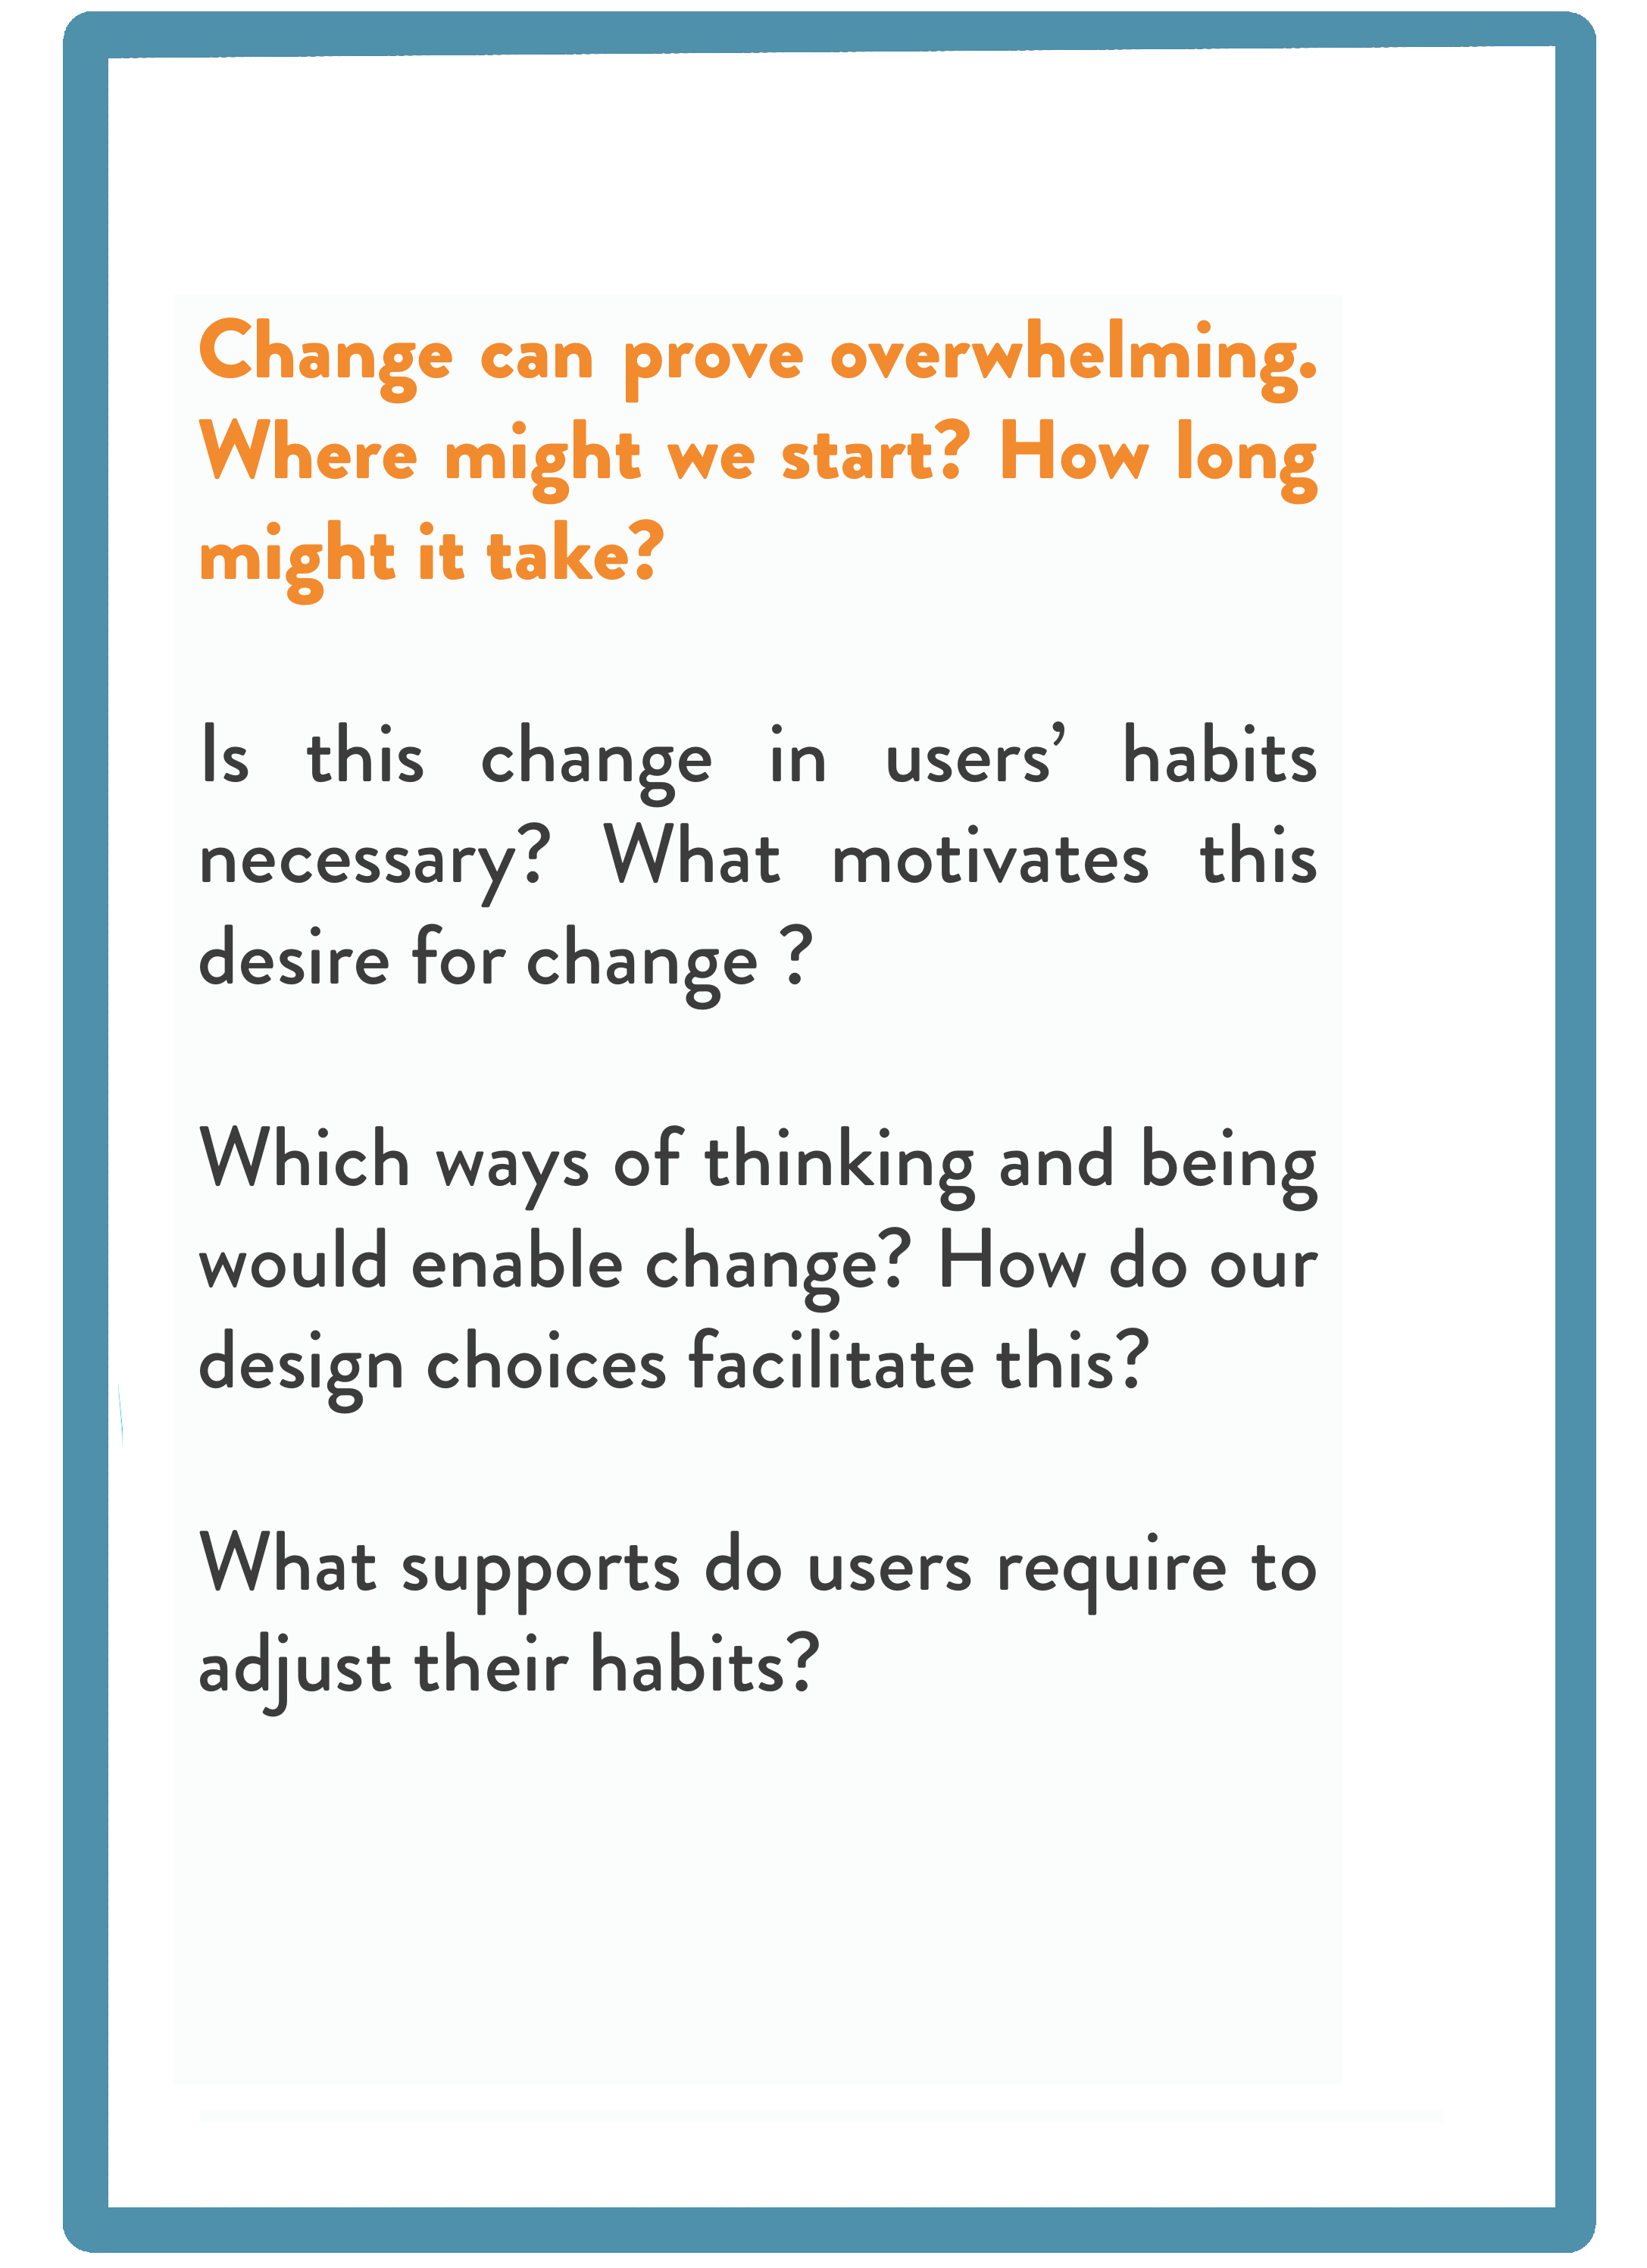 Change can prove overwhelming.
Where might we start? How long
might it take?
Is this change in users’ habits
necessary? What motivates this
desire for change ?
Which ways of thinking and being
would enable change? How do our
design choices facilitate this?
What supports do users require to
adjust their habits?